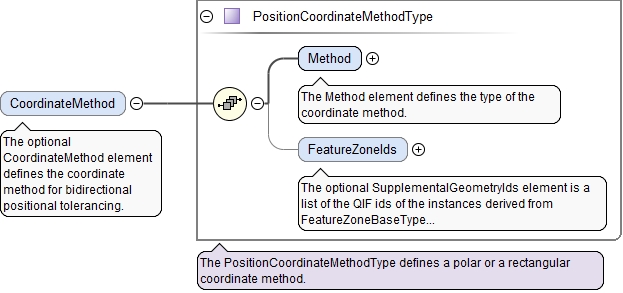 PositionCoordinateMethodType
Method
The Method element defines the type of the
coordinate method.
CoordinateMethod
The optional
CoordinateMethod element
defines the coordinate
method for bidirectional
positional tolerancing.
FeatureZoneIds
The optional SupplementalGeometryIds element is a
list of the QIF ids of the instances derived from
FeatureZoneBaseType...
The PositionCoordinateMethodType defines a polar or a rectangular
coordinate method.